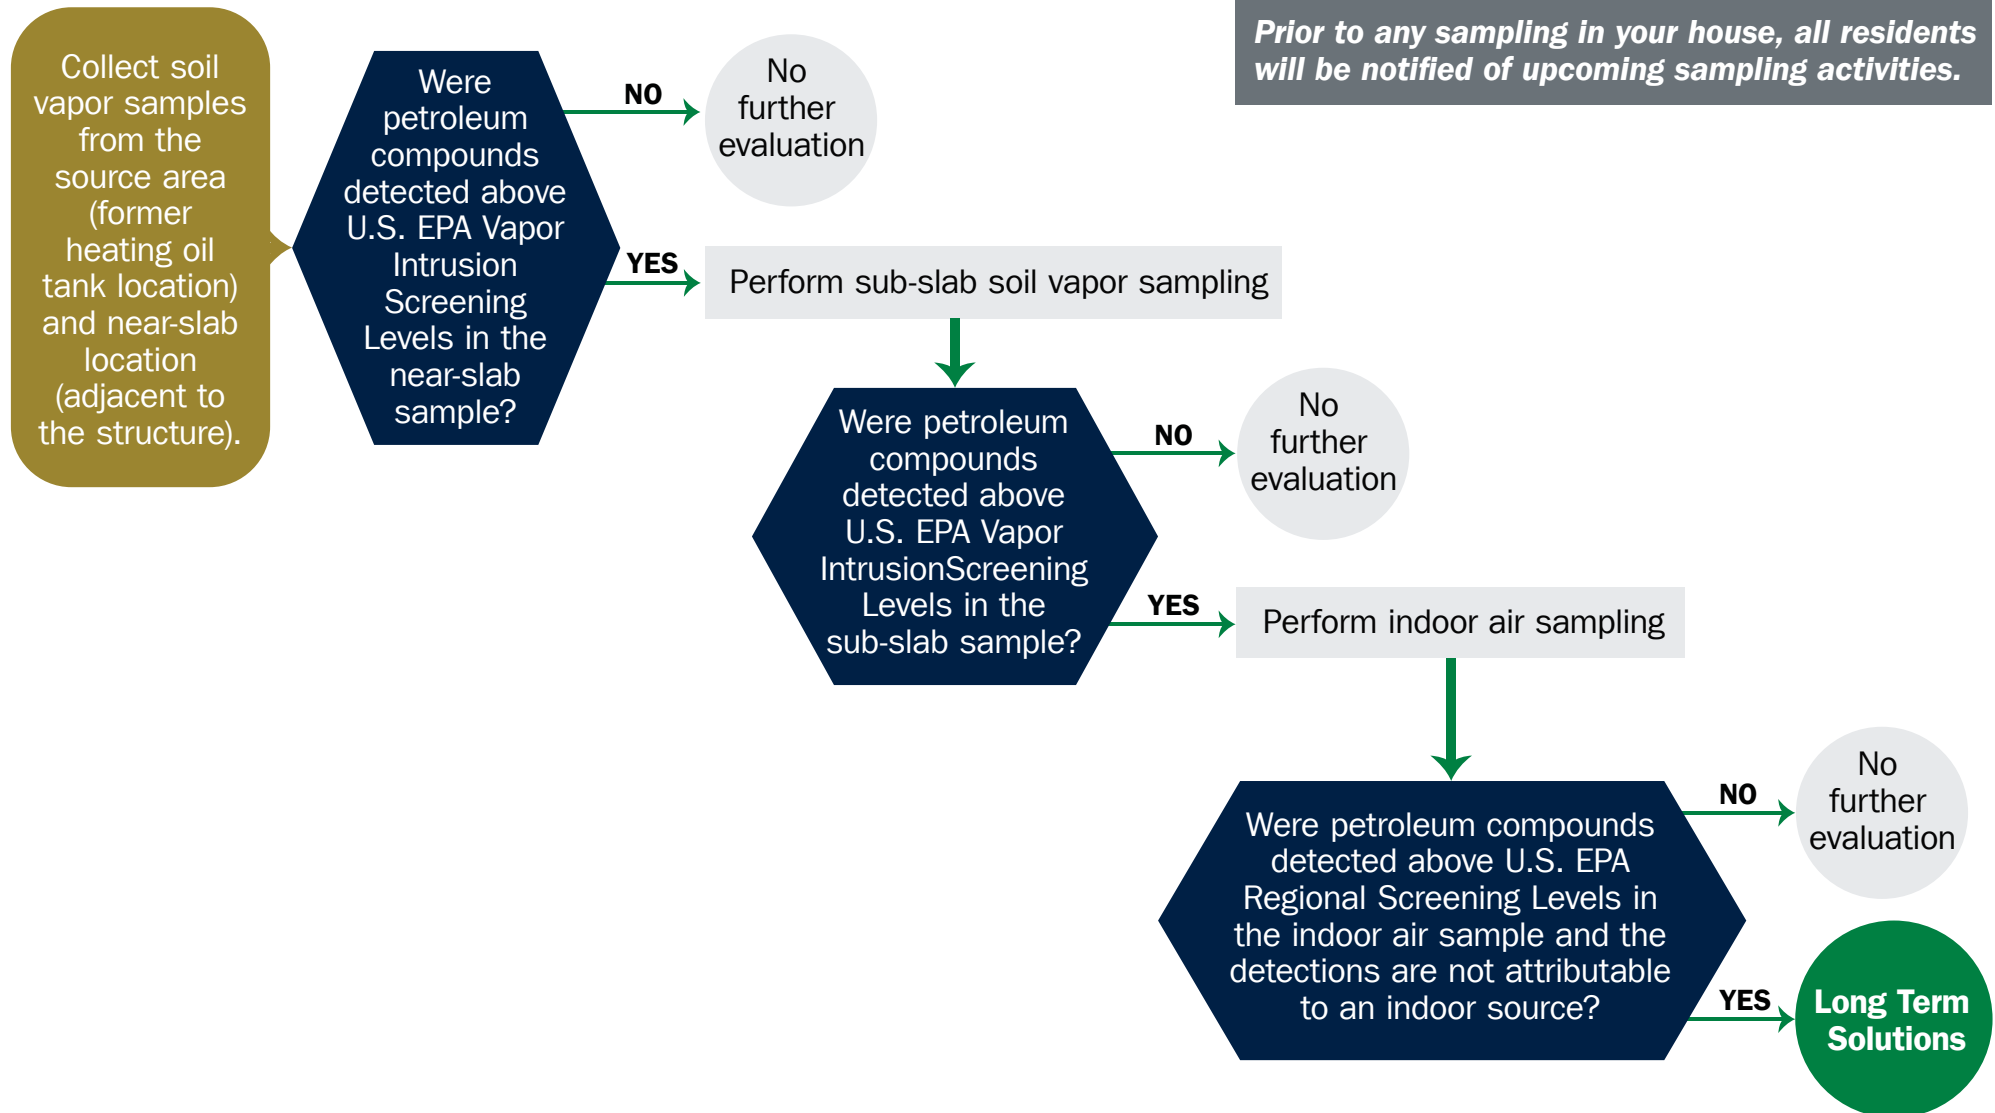 Collect soil
vapor samples
from the
source area
(former
heating oil
tank location)
and near-slab
location
(adjacent to
the structure).
Were
petroleum
compounds
detected above
U.S. EPA Vapor
Intrusion
Screening
Levels in the
near-slab
sample?
NO
No
further
evaluation
Prior to any sampling in your house, all residents
will be notified of upcoming sampling activities.
YES
Perform sub-slab soil vapor sampling
Were petroleum
compounds
detected above
U.S. EPA Vapor
IntrusionScreening
Levels in the
sub-slab sample?
NO
No
further
evaluation
YES
Perform indoor air sampling
Were petroleum compounds
detected above U.S. EPA
Regional Screening Levels in
the indoor air sample and the
detections are not attributable
to an indoor source?
NO
No
further
evaluation
YES
Long Term
Solutions